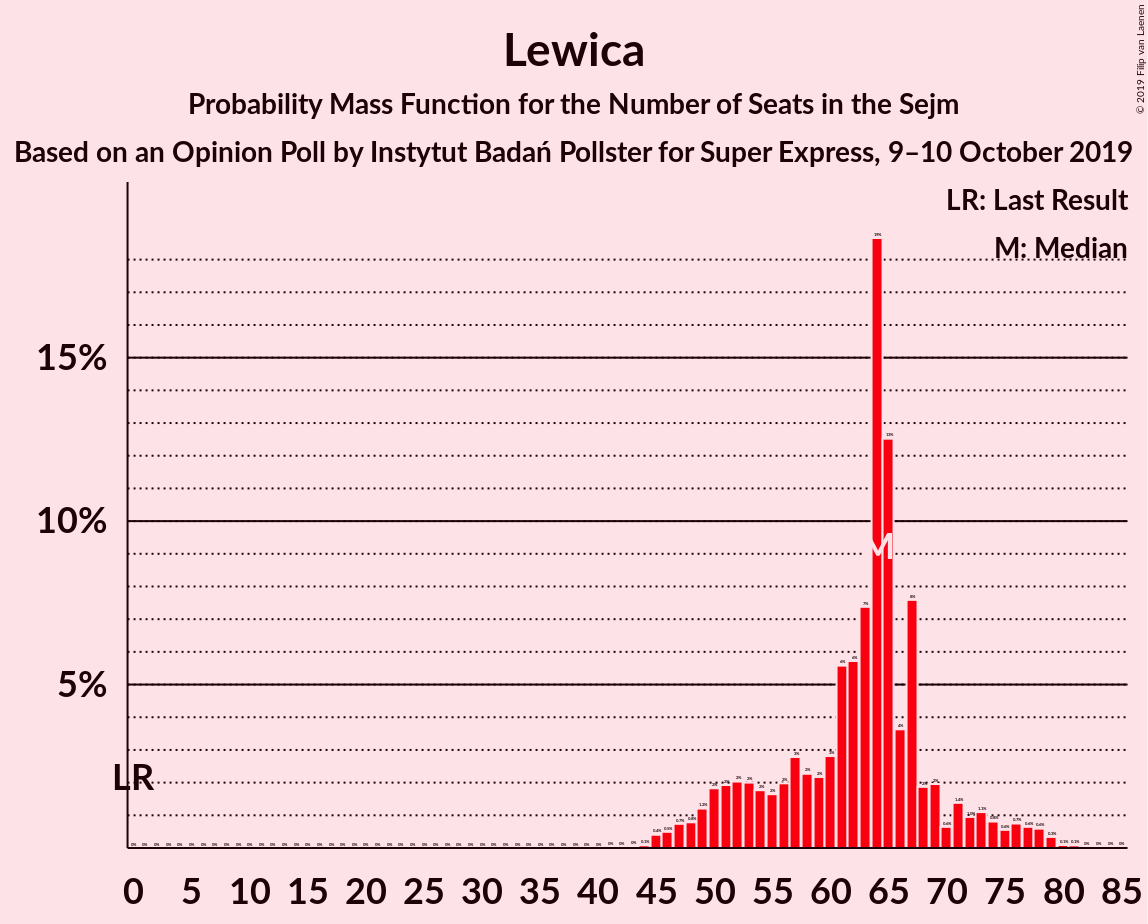 Lewica
Probability Mass Function for the Number of Seats in the Sejm
Based on an Opinion Poll by Instytut Badań Pollster for Super Express, 9–10 October 2019
© 2019 Filip van Laenen
LR: Last Result
M: Median
15%
10%
5%
LR
M
0 5 10 15 20 25 30 35 40 45 50 55 60 65 70 75 80 85